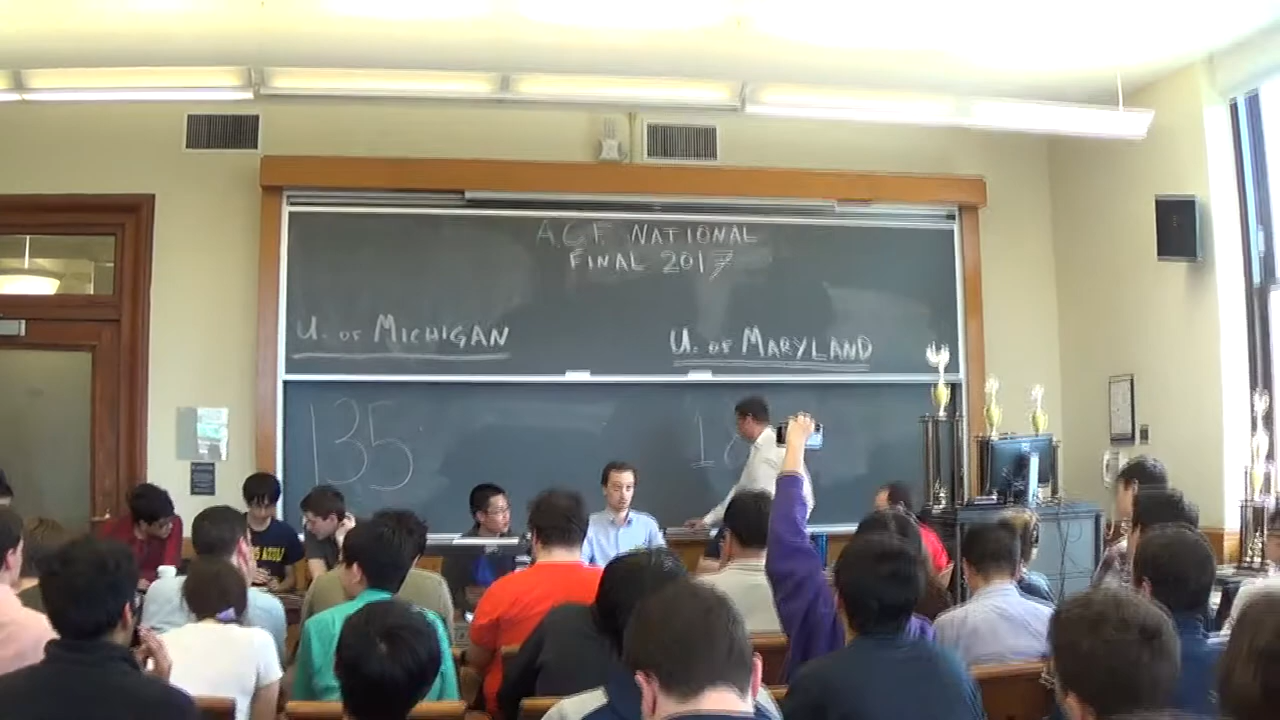 A.C.F. NATIONAL
FINAL 2017
U. OF MICHIGAN
U. OF MARYLAND
135